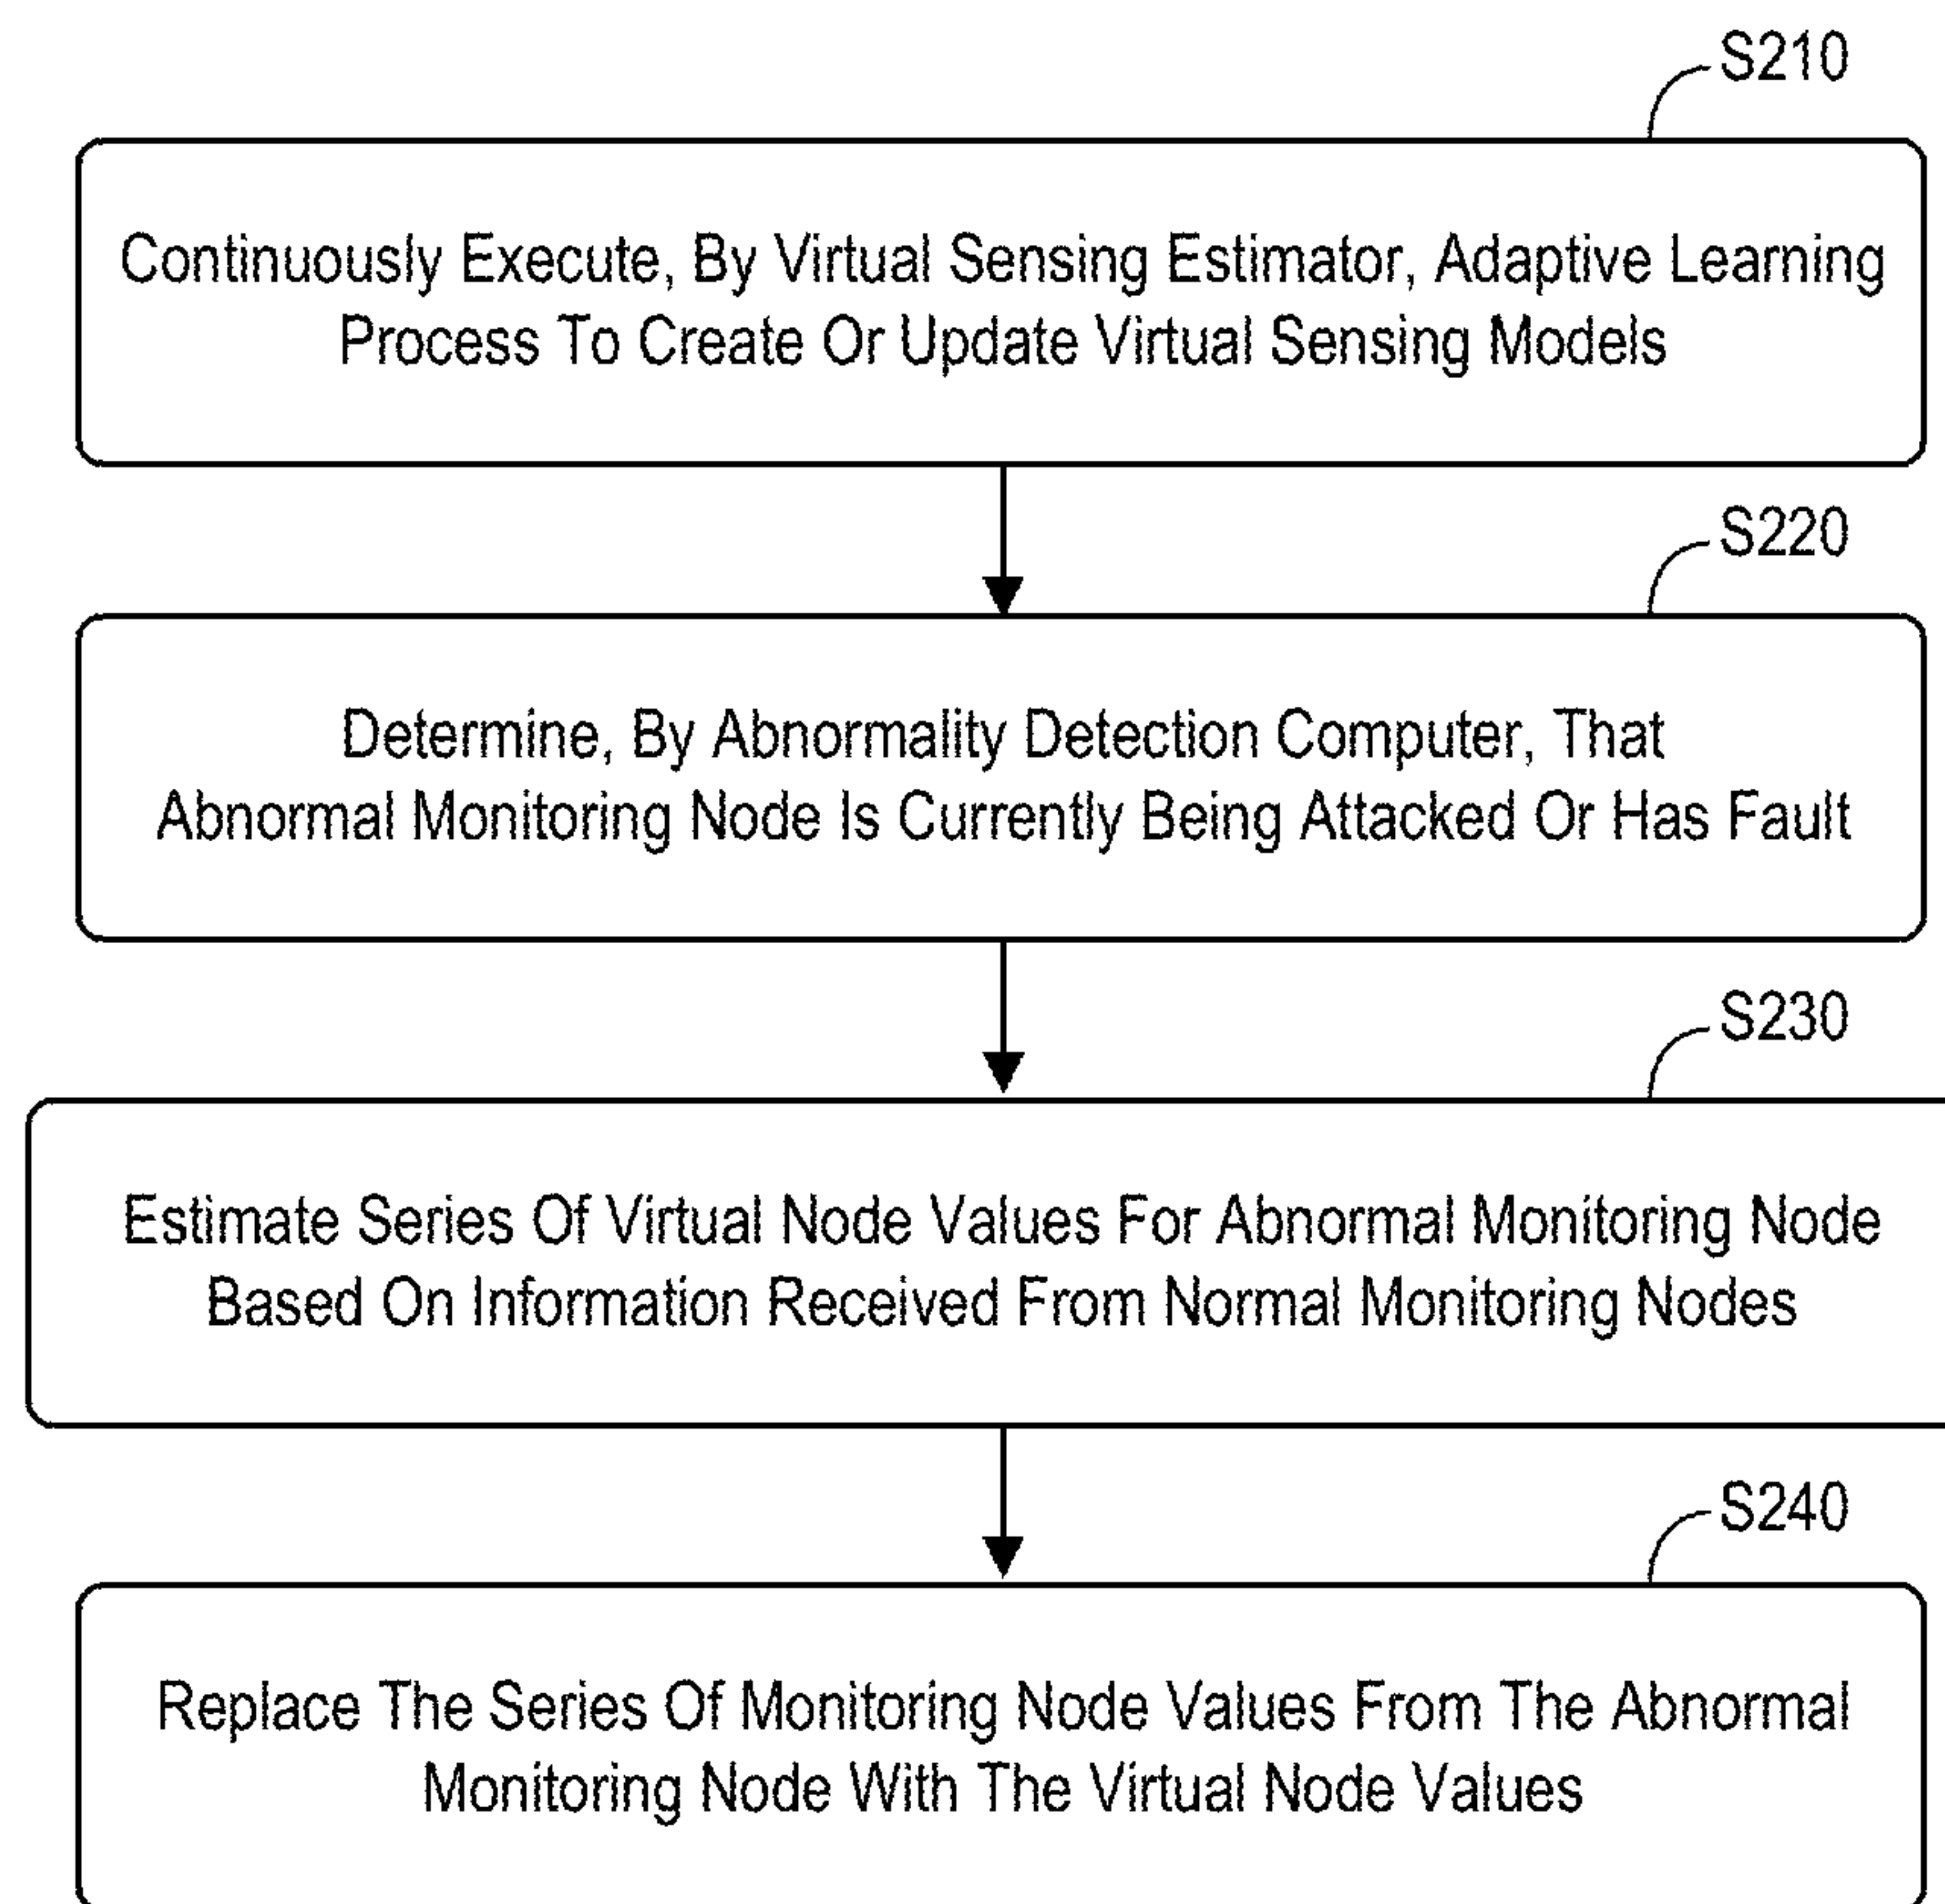 S210
Continuously Execute, By Virtual Sensing Estimator, Adaptive Learning
Process To Create Or Update Virtual Sensing Models
S220
Determine, By Abnormality Detection Computer, That
Abnormal Monitoring Node Is Currently Being Attacked Or Has Fault
S230
Estimate Series Of Virtual Node Values For Abnormal Monitoring Node
Based On Information Received From Normal Monitoring Nodes
S240
Replace The Series Of Monitoring Node Values From The Abnormal
Monitoring Node With The Virtual Node Values